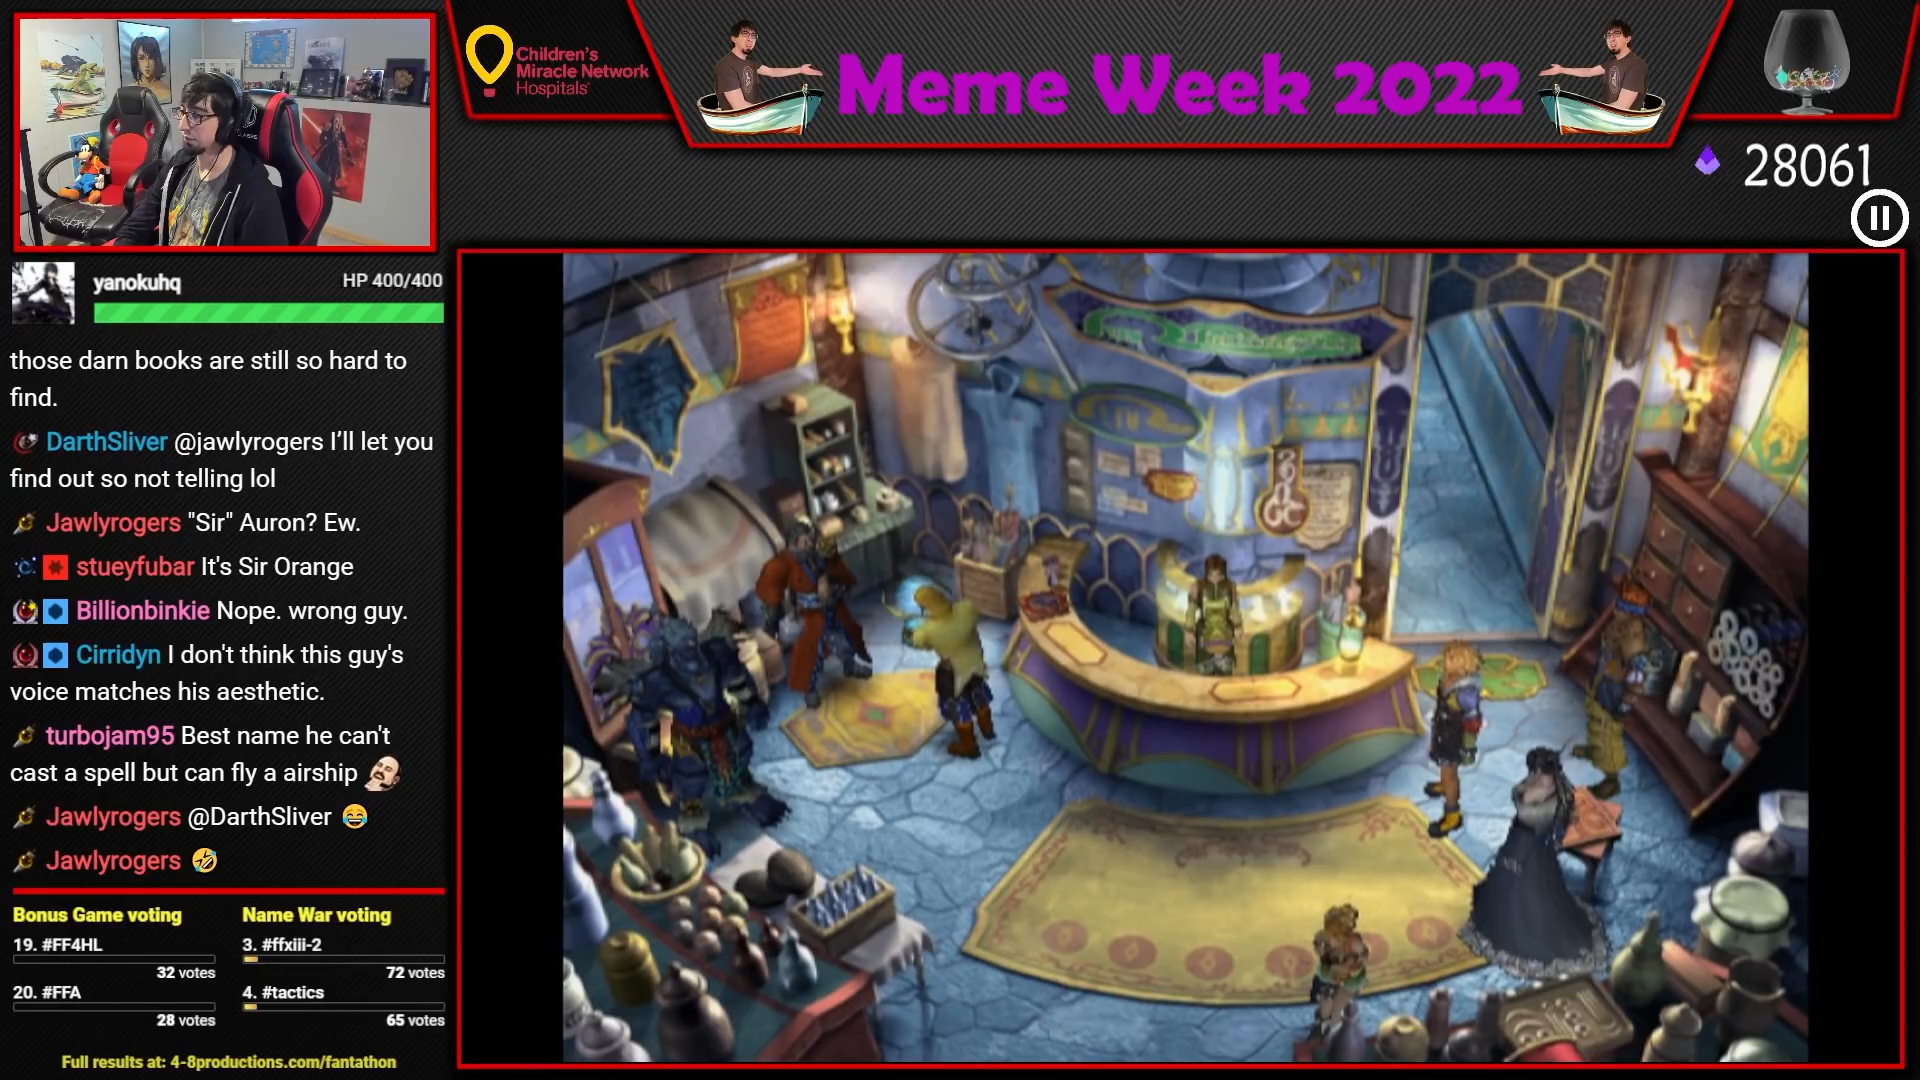 Children's
Miracle Network
Hospitals
Meme Week 2022
28061
yanokuhq
HP 400/400
those darn books are still so hard to
find.
DarthSliver @jawlyrogers I'll let you
find out so not telling lol
Jawlyrogers "Sir" Auron? Ew.
stueyfubar It's Sir Orange
Billionbinkie Nope. wrong guy.
Cirridyn I don't think this guy's
voice matches his aesthetic.
turbojam95 Best name he can't
cast a spell but can fly a airship
Jawlyrogers @DarthSliver 😂
Jawlyrogers 🤣
Bonus Game voting
19. #FF4HL
32 votes
20. #FFA
28 votes
Name War voting
3. #ffxiii-2
72 votes
4. #tactics
65 votes
Full results at: 4-8productions.com/fantathon